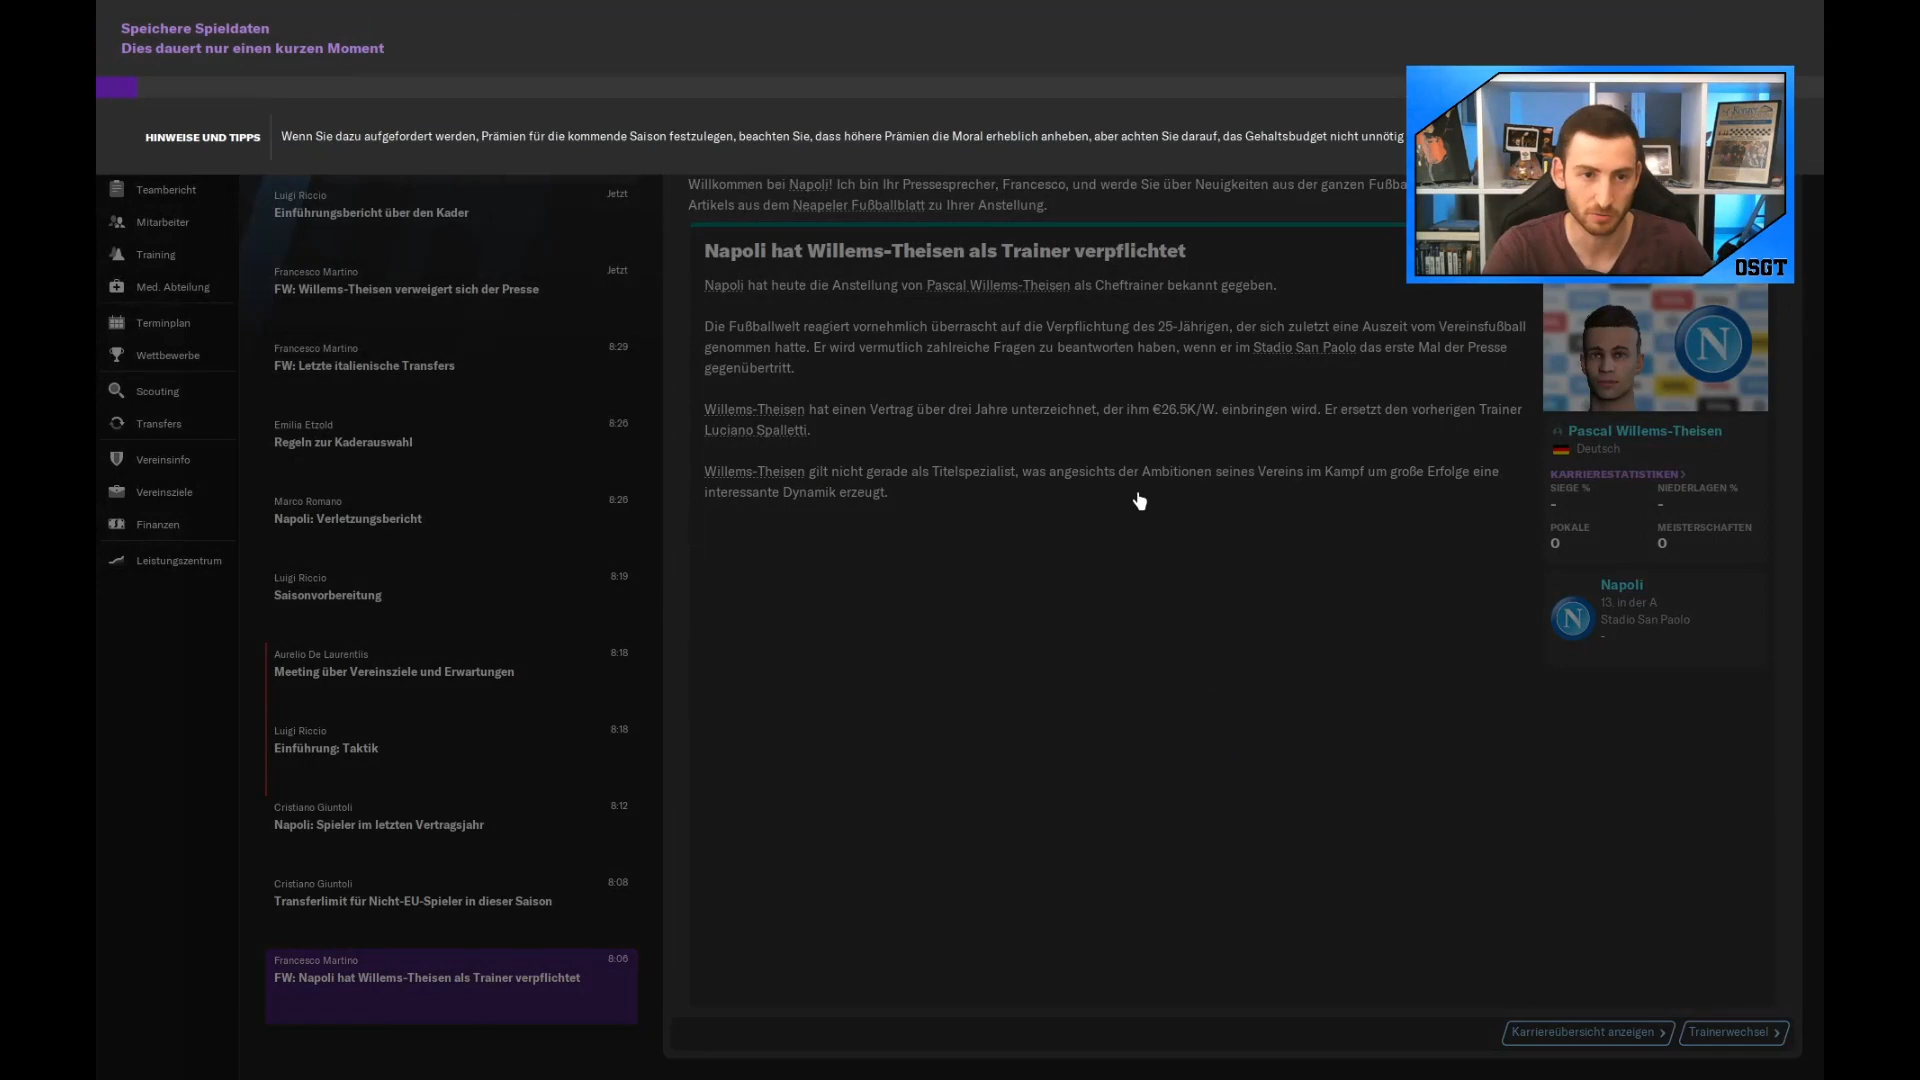 Speichere Spieldaten
Dies dauert nur einen kurzen Moment
HINWEISE UND TIPPS
Wenn Sie dazu aufgefordert werden, Prämien für die kommende Saison festzulegen, beachten Sie, dass höhere Prämien die Moral erheblich anheben, aber achten Sie darauf, das Gehaltsbudget nicht unnötig
OSGT
Teambericht
Mitarbeiter
Training
Med. Abteilung
Terminplan
Wettbewerbe
Scouting
Transfers
Vereinsinfo
Vereinsziele
Finanzen
Leistungszentrum
Luigi Riccio Jetzt
Einführungsbericht über den Kader
Francesco Martino Jetzt
FW: Willems-Theisen verweigert sich der Presse
Francesco Martino 8:29
FW: Letzte italienische Transfers
Emilia Etzold 8:26
Regeln zur Kaderauswahl
Marco Romano 8:26
Napoli: Verletzungsbericht
Luigi Riccio 8:19
Saisonvorbereitung
Aurelio De Laurentiis 8:18
Meeting über Vereinsziele und Erwartungen
Luigi Riccio 8:18
Einführung: Taktik
Cristiano Giuntoli 8:12
Napoli: Spieler im letzten Vertragsjahr
Cristiano Giuntoli 8:08
Transferlimit für Nicht-EU-Spieler in dieser Saison
Francesco Martino 8:06
FW: Napoli hat Willems-Theisen als Trainer verpflichtet
Willkommen bei Napoli! Ich bin Ihr Pressesprecher, Francesco, und werde Sie über Neuigkeiten aus der ganzen Fußba
Artikels aus dem Neapeler Fußballblatt zu Ihrer Anstellung.
Napoli hat Willems-Theisen als Trainer verpflichtet
Napoli hat heute die Anstellung von Pascal Willems-Theisen als Cheftrainer bekannt gegeben.
Die Fußballwelt reagiert vornehmlich überrascht auf die Verpflichtung des 25-Jährigen, der sich zuletzt eine Auszeit vom Vereinsfußball
genommen hatte. Er wird vermutlich zahlreiche Fragen zu beantworten haben, wenn er im Stadio San Paolo das erste Mal der Presse
gegenübertritt.
Willems-Theisen hat einen Vertrag über drei Jahre unterzeichnet, der ihm €26.5K/W. einbringen wird. Er ersetzt den vorherigen Trainer
Luciano Spalletti.
Willems-Theisen gilt nicht gerade als Titelspezialist, was angesichts der Ambitionen seines Vereins im Kampf um große Erfolge eine
interessante Dynamik erzeugt.
N
Pascal Willems-Theisen
Deutsch
KARRIERESTATISTIKEN >
SIEGE % NIEDERLAGEN %
- -
POKALE MEISTERSCHAFTEN
0 0
N
Napoli
13. in der A
Stadio San Paolo
-
Karriereübersicht anzeigen >
Trainerwechsel >